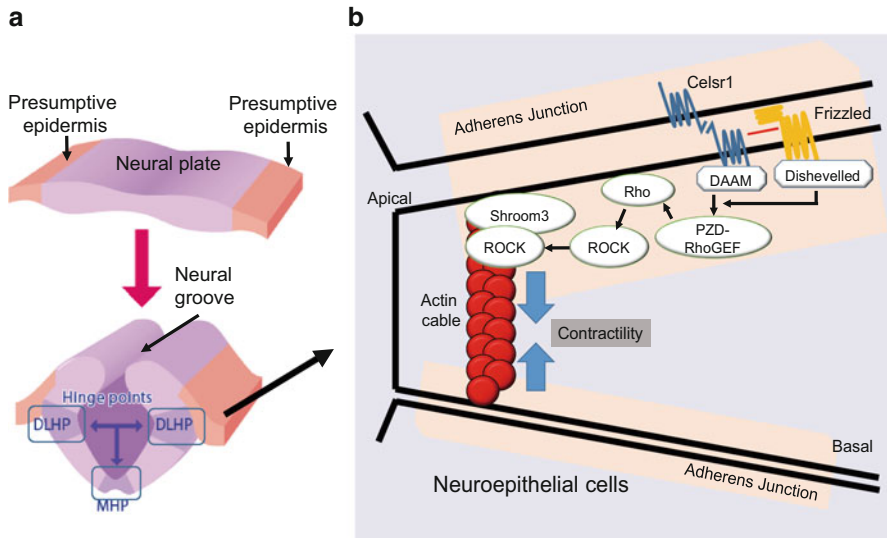 a
Presumptive
epidermis
Presumptive
epidermis
Neural plate
Neural
groove
Hinge points
DLHP
DLHP
MHP
b
Celsr1
Adherens Junction
Frizzled
DAAM
Dishevelled
Rho
Apical
Shroom3
PZD-
RhoGEF
ROCK
ROCK
Actin
cable
Contractility
Basal
Adherens Junction
Neuroepithelial cells